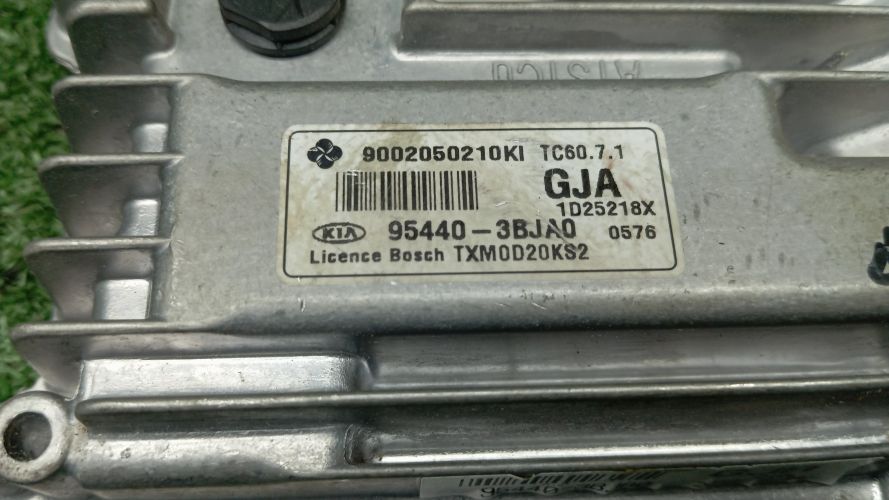 9002050210KI TC60.7.1
GJA
1D25218X
KIA 95440-3BJA0 0576
Licence Bosch TXM0D20KS2